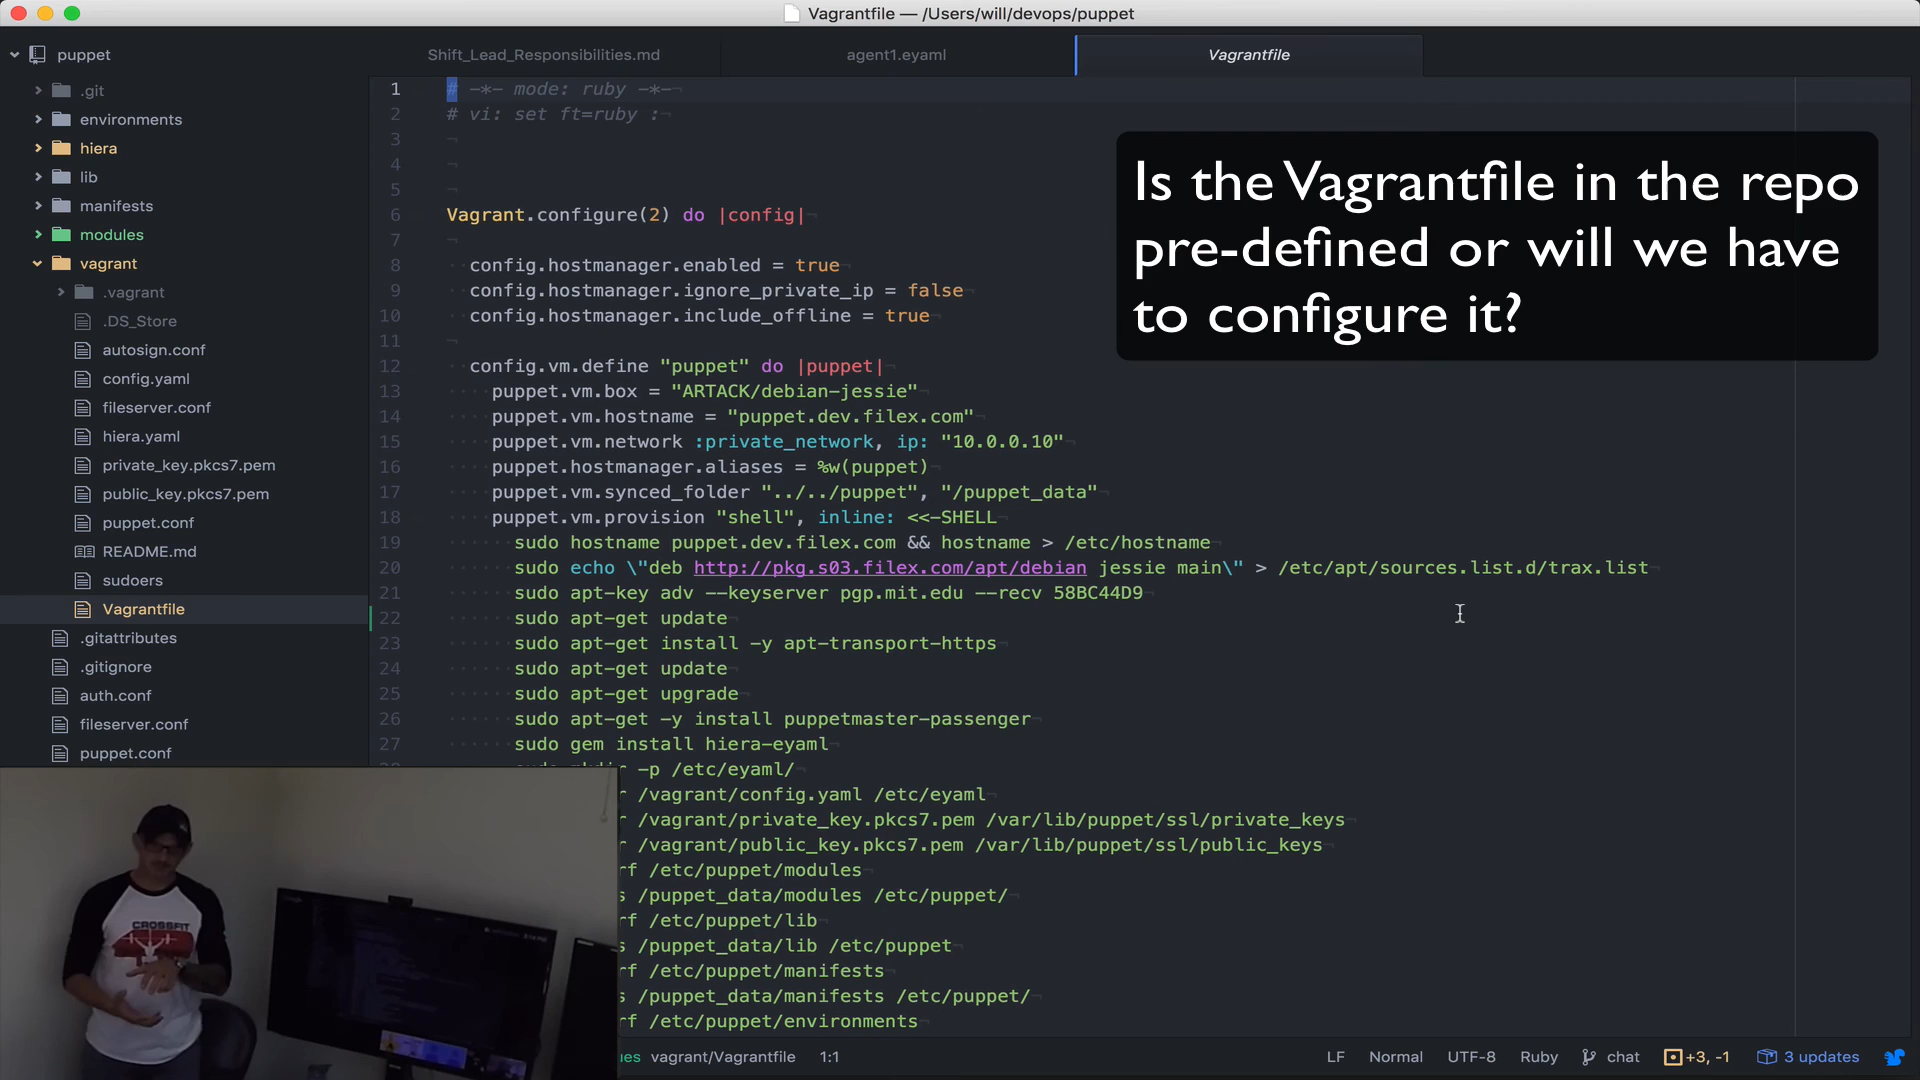 Vagrantfile — /Users/will/devops/puppet
puppet
Shift_Lead_Responsibilities.md
agent1.eyaml
Vagrantfile
.git
environments
hiera
lib
manifests
modules
vagrant
.vagrant
.DS_Store
autosign.conf
config.yaml
fileserver.conf
hiera.yaml
private_key.pkcs7.pem
public_key.pkcs7.pem
puppet.conf
README.md
sudoers
Vagrantfile
.gitattributes
.gitignore
auth.conf
fileserver.conf
puppet.conf
1 # -*- mode: ruby -*-
2 # vi: set ft=ruby :
3
4
5
6 Vagrant.configure(2) do |config|
7
8 config.hostmanager.enabled = true
9 config.hostmanager.ignore_private_ip = false
10 config.hostmanager.include_offline = true
11
12 config.vm.define "puppet" do |puppet|
13 puppet.vm.box = "ARTACK/debian-jessie"
14 puppet.vm.hostname = "puppet.dev.filex.com"
15 puppet.vm.network :private_network, ip: "10.0.0.10"
16 puppet.hostmanager.aliases = %w(puppet)
17 puppet.vm.synced_folder "../../puppet", "/puppet_data"
18 puppet.vm.provision "shell", inline: <<-SHELL
19 sudo hostname puppet.dev.filex.com && hostname > /etc/hostname
20 sudo echo \"deb http://pkg.s03.filex.com/apt/debian jessie main\" > /etc/apt/sources.list.d/trax.list
21 sudo apt-key adv --keyserver pgp.mit.edu --recv 58BC44D9
22 sudo apt-get update
23 sudo apt-get install -y apt-transport-https
24 sudo apt-get update
25 sudo apt-get upgrade
26 sudo apt-get -y install puppetmaster-passenger
27 sudo gem install hiera-eyaml
-p /etc/eyaml/
r /vagrant/config.yaml /etc/eyaml
r /vagrant/private_key.pkcs7.pem /var/lib/puppet/ssl/private_keys
r /vagrant/public_key.pkcs7.pem /var/lib/puppet/ssl/public_keys
rf /etc/puppet/modules
s /puppet_data/modules /etc/puppet/
rf /etc/puppet/lib
s /puppet_data/lib /etc/puppet
rf /etc/puppet/manifests
s /puppet_data/manifests /etc/puppet/
rf /etc/puppet/environments
Is the Vagrantfile in the repo
pre-defined or will we have
to configure it?
CROSSFIT
ues vagrant/Vagrantfile 1:1
LF Normal UTF-8 Ruby chat +3, -1 3 updates